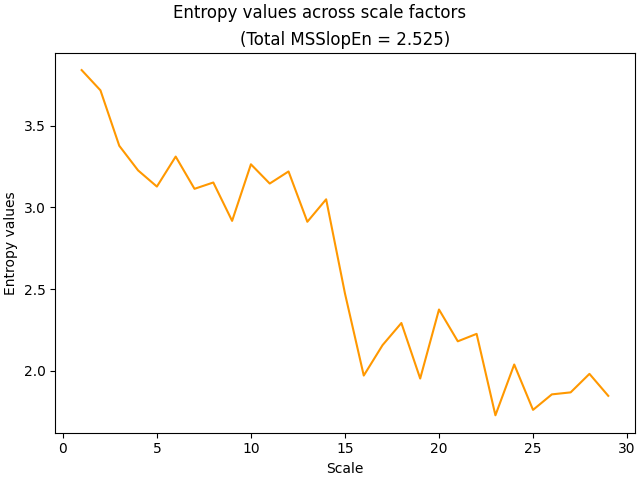 Entropy values across scale factors
(Total MSSlopEn = 2.525)
3.5
3.0
2.5
2.0
Entropy values
0 5 10 15 20 25 30
Scale